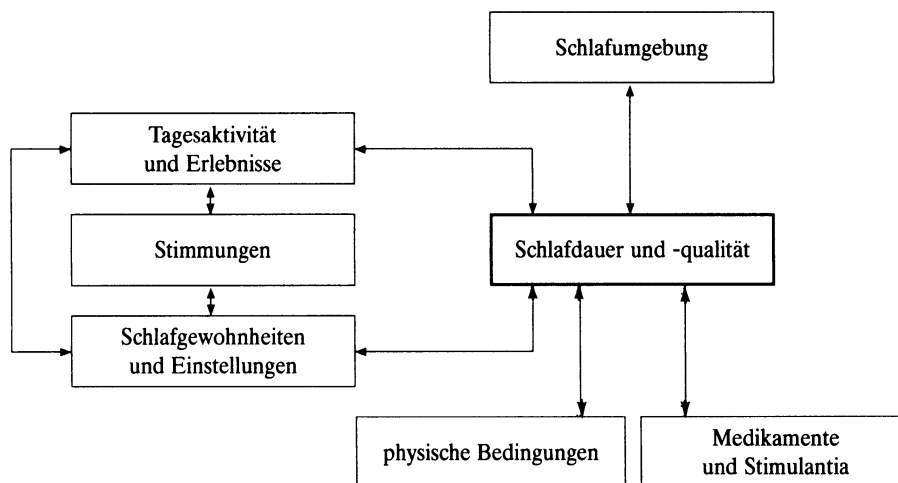 Schlafumgebung
Tagesaktivität
und Erlebnisse
Stimmungen
Schlafdauer und -qualität
Schlafgewohnheiten
und Einstellungen
physische Bedingungen
Medikamente
und Stimulantia